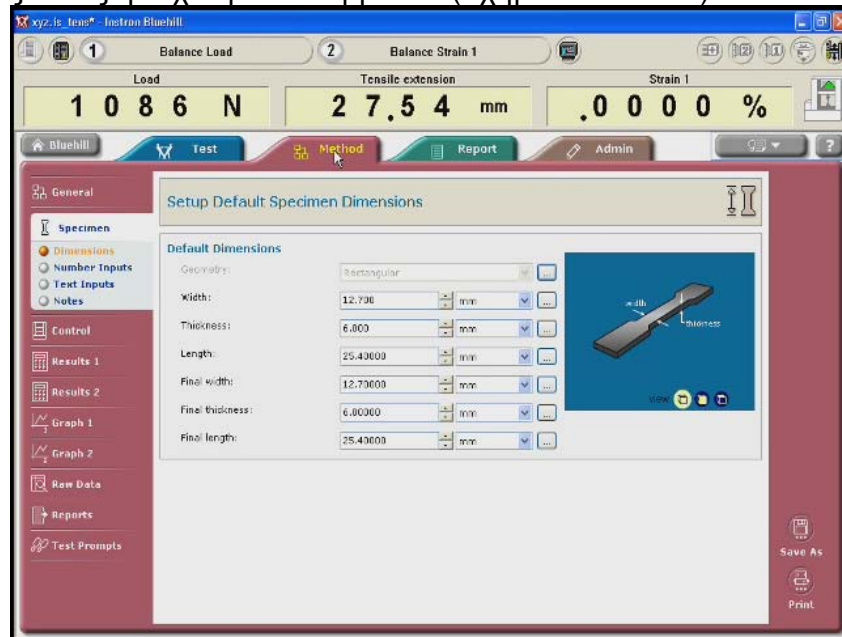 xyz.is_tens* - Instron Bluehill
1 Balance Load 2 Balance Strain 1
Load Tensile extension Strain 1
1086 N 27.54 mm .0000 %
Bluehill Test Method Report Admin ?
General
Setup Default Specimen Dimensions
Specimen
Dimensions
Number Inputs
Text Inputs
Notes
Control
Results 1
Results 2
Graph 1
Graph 2
Raw Data
Reports
Test Prompts
Default Dimensions
Geometry: Rectangular ...
Width: 12.700 mm ...
Thickness: 6.000 mm ...
Length: 25.40000 mm ...
Final width: 12.70000 mm ...
Final thickness: 6.00000 mm ...
Final length: 25.40000 mm ...
width
thickness
view:
Save As
Print